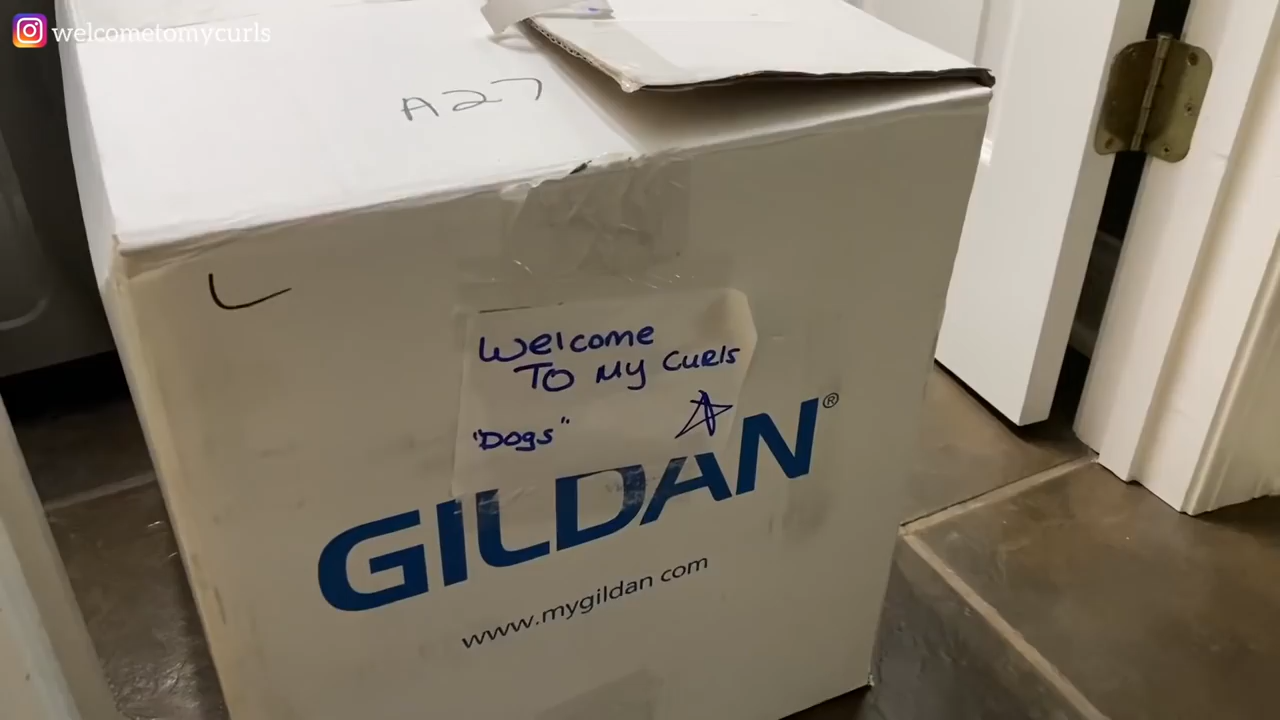 welcometomycurls
A27
L
Welcome
To My Curls
"Dogs"
GILDAN®
www.mygildan.com